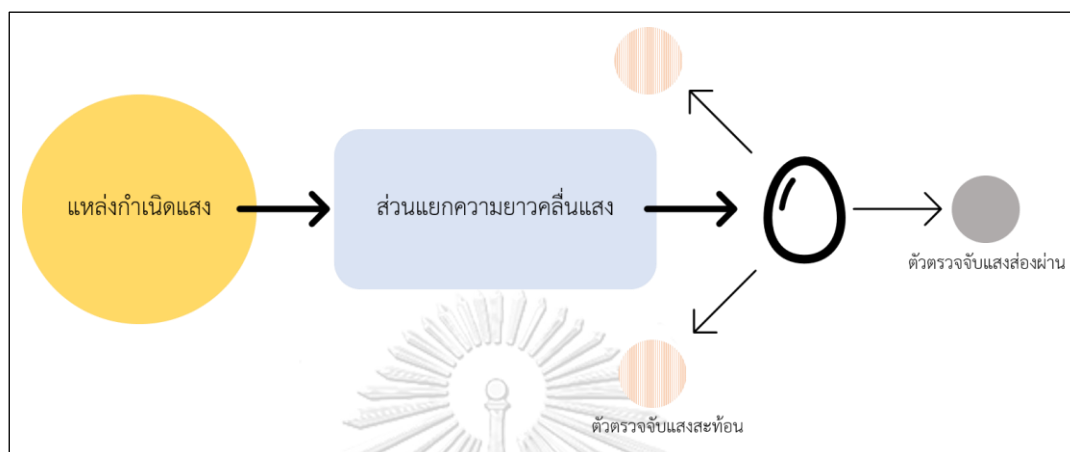 แหล่งกำเนิดแสง
ส่วนแยกความยาวคลื่นแสง
ตัวตรวจจับแสงส่องผ่าน
ตัวตรวจจับแสงสะท้อน